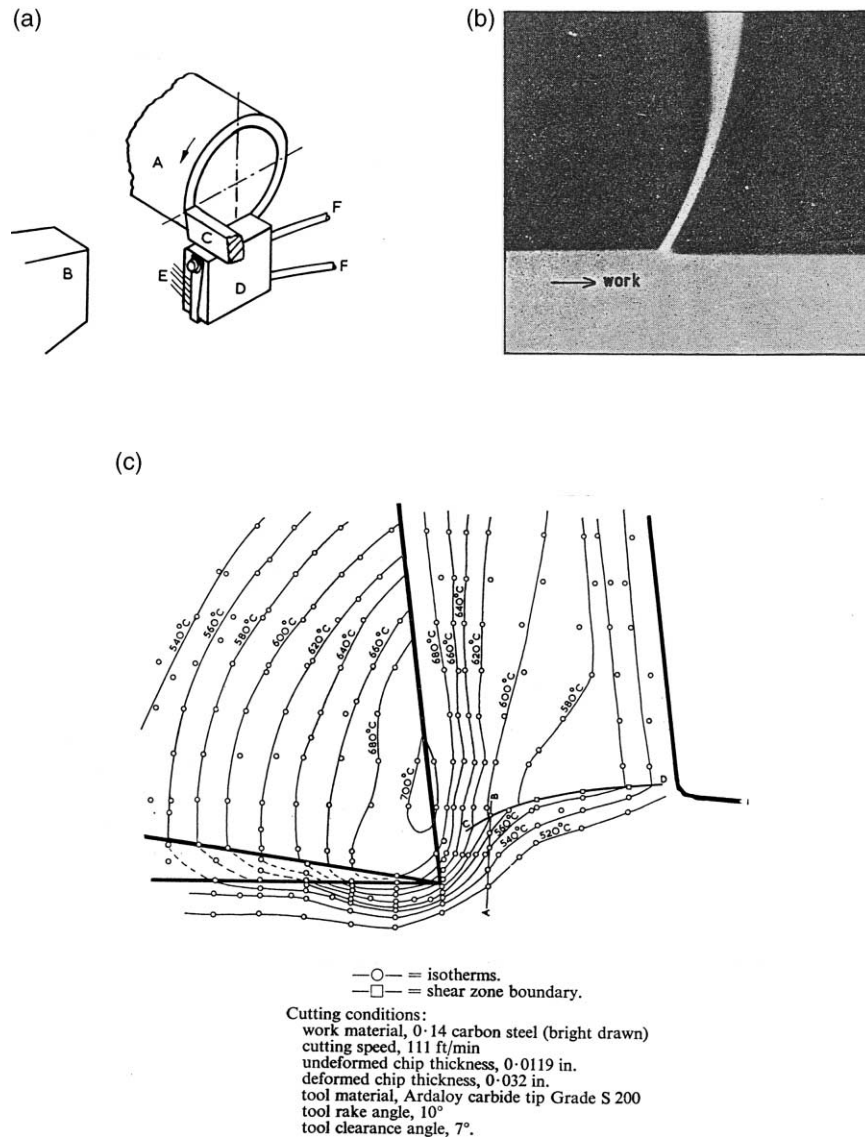 (a)
(b)
A
B
C
D
E
F
F
work
(c)
540°C
560°C
580°C
600°C
620°C
640°C
660°C
680°C
700°C
680°C
660°C
640°C
620°C
600°C
580°C
560°C
540°C
520°C
A
B
C
D
—○— = isotherms.
—□— = shear zone boundary.
Cutting conditions:
work material, 0·14 carbon steel (bright drawn)
cutting speed, 111 ft/min
undeformed chip thickness, 0·0119 in.
deformed chip thickness, 0·032 in.
tool material, Ardaloy carbide tip Grade S 200
tool rake angle, 10°
tool clearance angle, 7°.